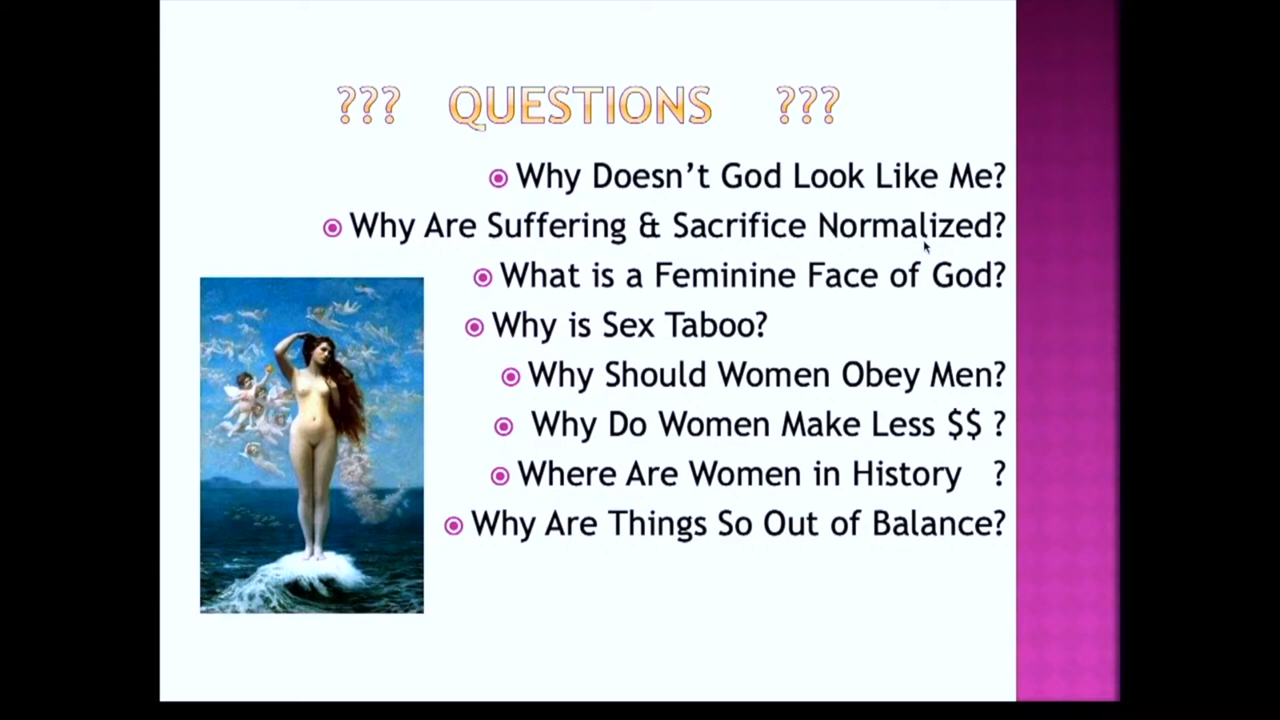 ??? QUESTIONS ???
Why Doesn’t God Look Like Me?
Why Are Suffering & Sacrifice Normalized?
What is a Feminine Face of God?
Why is Sex Taboo?
Why Should Women Obey Men?
Why Do Women Make Less $$ ?
Where Are Women in History ?
Why Are Things So Out of Balance?